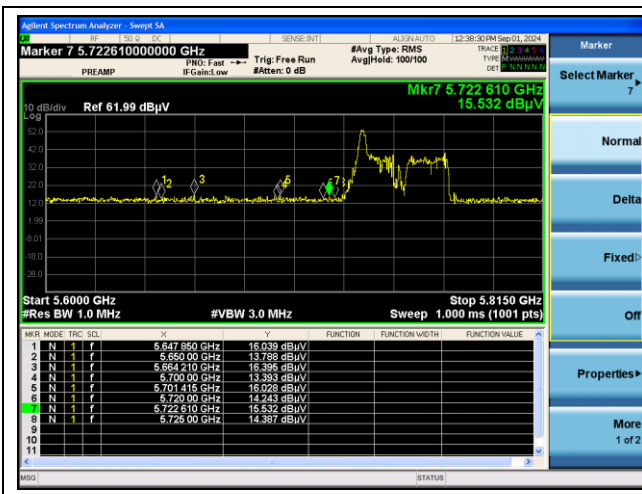 Agilent Spectrum Analyzer - Swept SA
RF 50 Ω DC SENSE:INT ALIGN AUTO 12:38:30 PM Sep 01, 2024
Marker 7 5.722610000000 GHz
#Avg Type: RMS
TRACE 1 2 3 4 5 6
PNO: Fast Trig: Free Run
Avg|Hold: 100/100
TYPE
PREAMP IFGain:Low #Atten: 0 dB
DET P N N N N N
Mkr7 5.722 610 GHz
10 dB/div Ref 61.99 dBµV
15.532 dBµV
Log
52.0
42.0
32.0
22.0
12.0
1.99
-8.01
-18.0
-28.0
1 2 3 5 7
Start 5.6000 GHz Stop 5.8150 GHz
#Res BW 1.0 MHz #VBW 3.0 MHz Sweep 1.000 ms (1001 pts)
MKR MODE TRC SCL X Y FUNCTION FUNCTION WIDTH FUNCTION VALUE
1 N 1 f 5.647 850 GHz 16.039 dBµV
2 N 1 f 5.650 00 GHz 13.788 dBµV
3 N 1 f 5.664 210 GHz 16.395 dBµV
4 N 1 f 5.700 00 GHz 13.393 dBµV
5 N 1 f 5.701 415 GHz 16.028 dBµV
6 N 1 f 5.720 00 GHz 14.243 dBµV
7 N 1 f 5.722 610 GHz 15.532 dBµV
8 N 1 f 5.725 00 GHz 14.387 dBµV
9
10
11
MSG STATUS
Marker
Select Marker
7
Normal
Delta
Fixed
Off
Properties
More
1 of 2